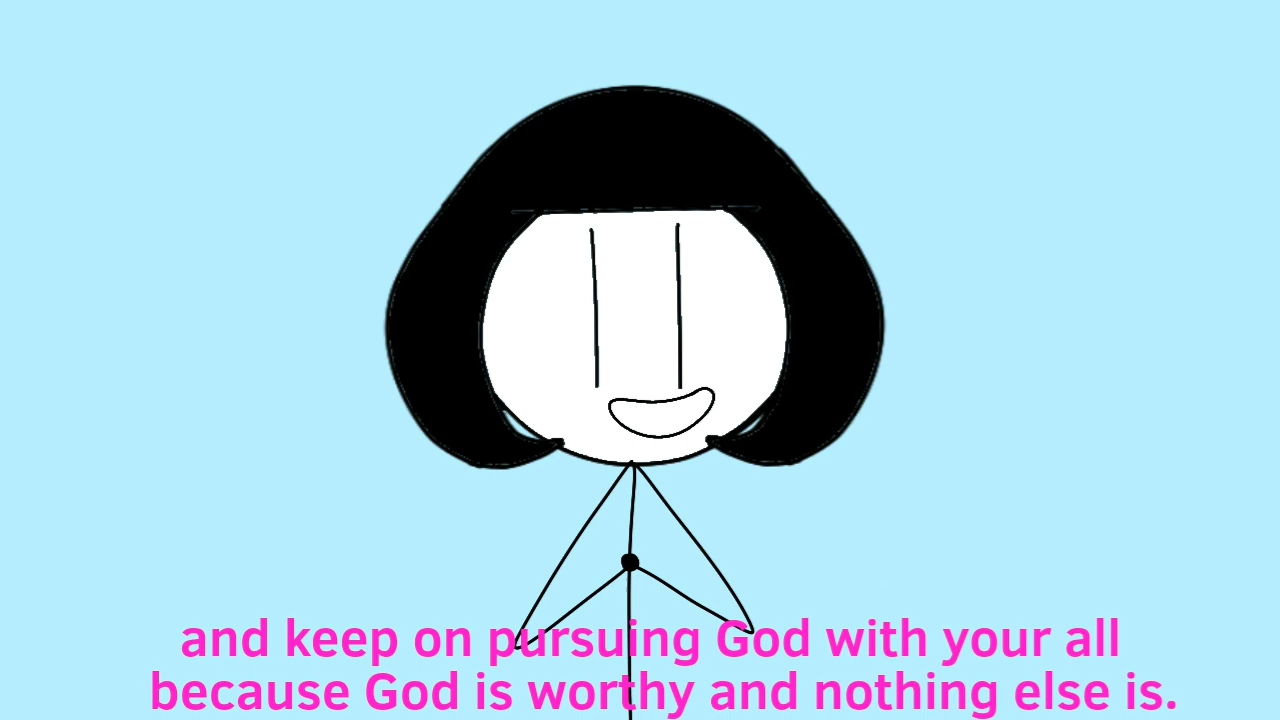 and keep on pursuing God with your all
because God is worthy and nothing else is.